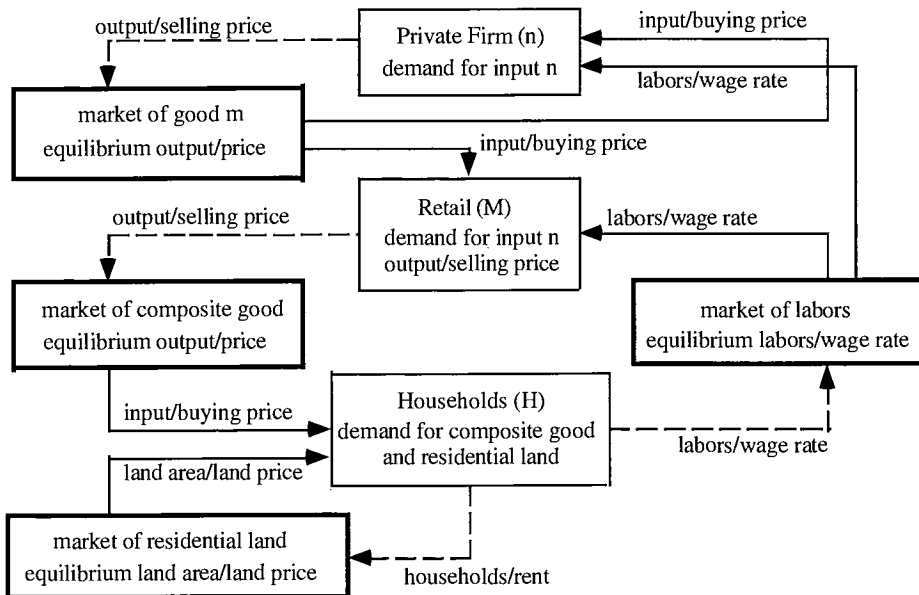 output/selling price
Private Firm (n)
demand for input n
input/buying price
labors/wage rate
market of good m
equilibrium output/price
input/buying price
output/selling price
Retail (M)
demand for input n
output/selling price
labors/wage rate
market of composite good
equilibrium output/price
market of labors
equilibrium labors/wage rate
input/buying price
Households (H)
demand for composite good
and residential land
labors/wage rate
land area/land price
market of residential land
equilibrium land area/land price
households/rent